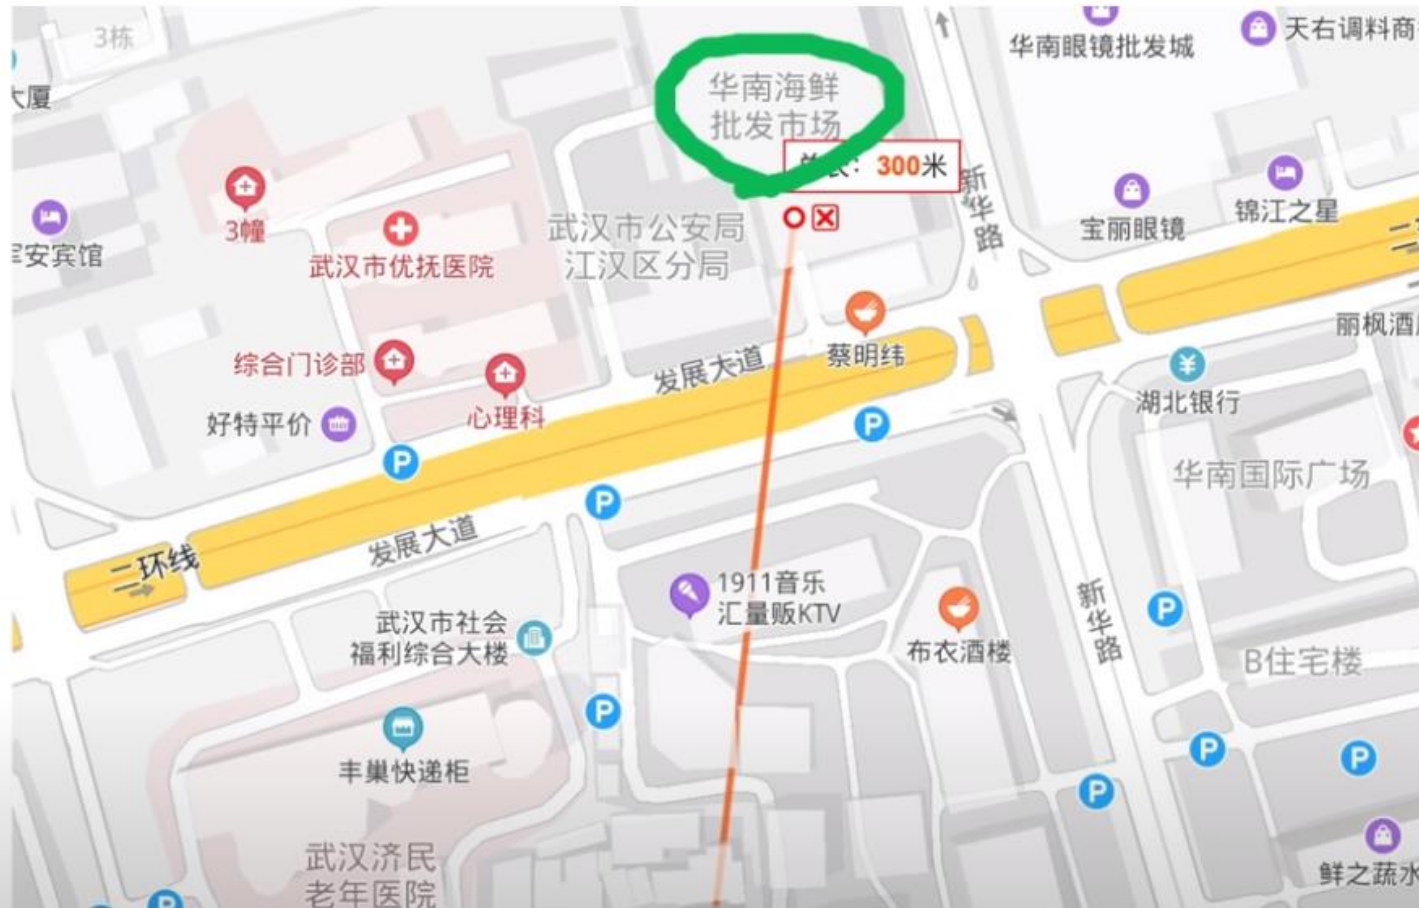 3栋
华南眼镜批发城
天右调料商
大厦
华南海鲜
批发市场
300米
新华路
3幢
武汉市优抚医院
武汉市公安局
江汉区分局
宝丽眼镜
锦江之星
安宾馆
丽枫酒
综合门诊部
心理科
发展大道
蔡明纬
湖北银行
好特平价
P
P
华南国际广场
P
二环线
发展大道
1911音乐
汇量贩KTV
武汉市社会
福利综合大楼
布衣酒楼
新华路
P
B住宅楼
P
丰巢快递柜
P
P
P
武汉济民
老年医院
鲜之蔬水
P